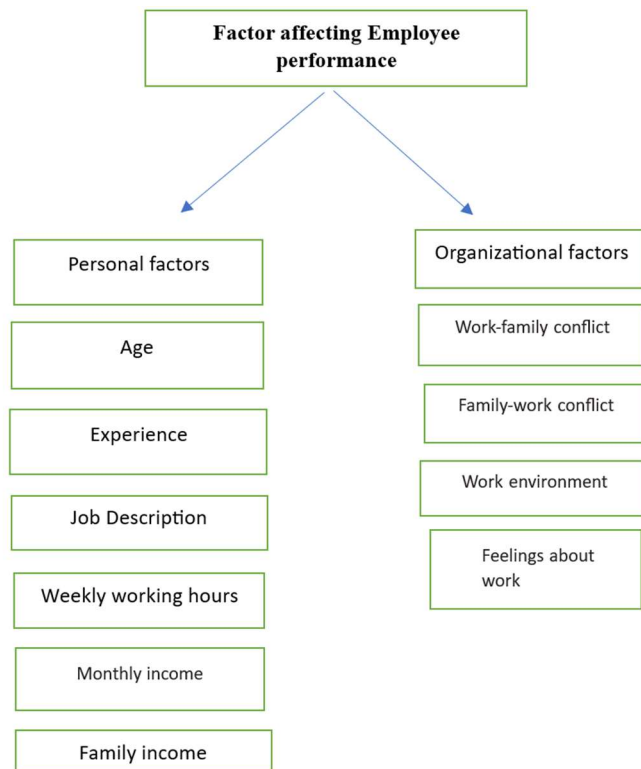 Factor affecting Employee
performance
Personal factors
Age
Experience
Job Description
Weekly working hours
Monthly income
Family income
Organizational factors
Work-family conflict
Family-work conflict
Work environment
Feelings about
work